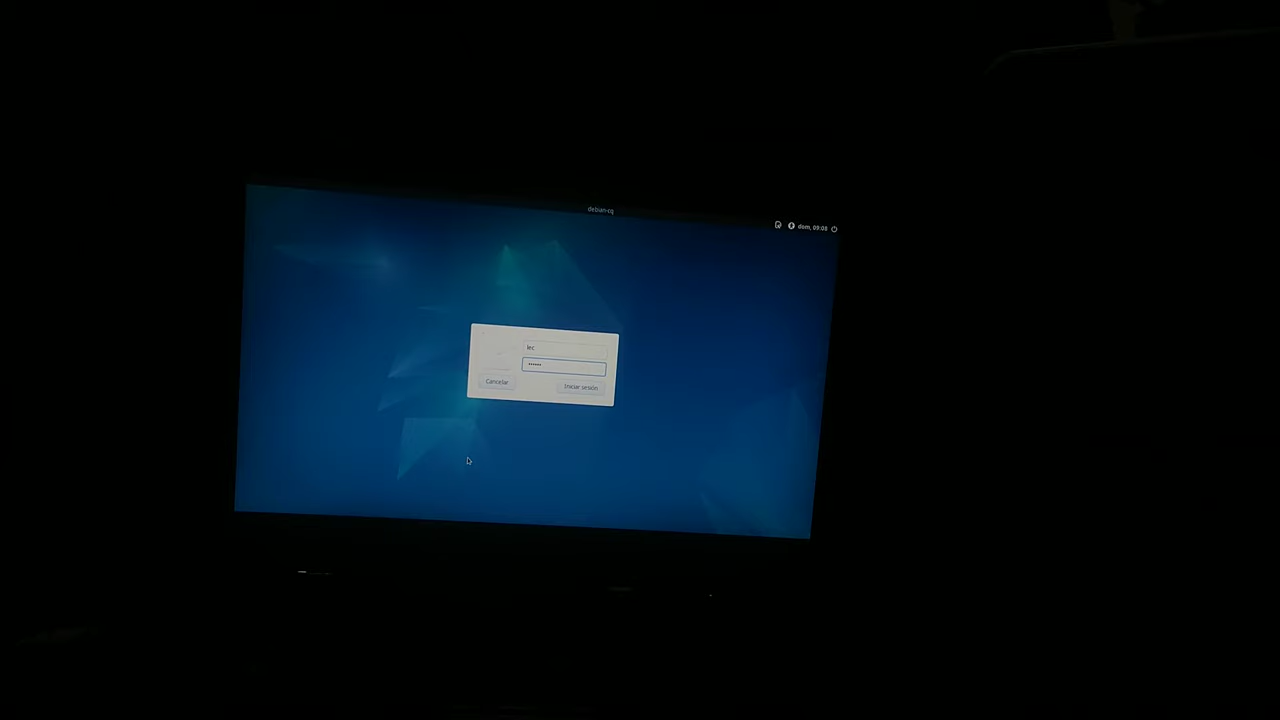 debian-cq
dom, 09:08
lec
••••••
Cancelar
Iniciar sesión